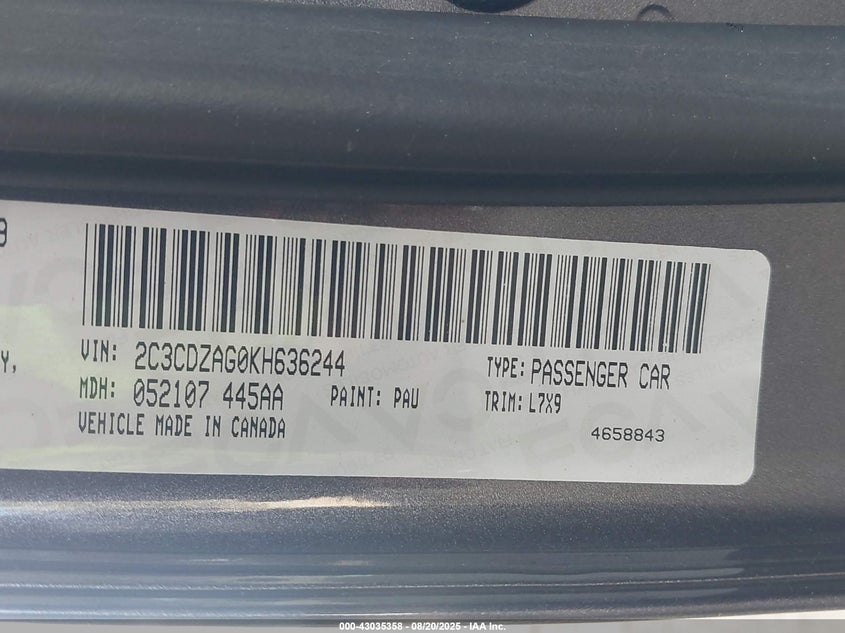 9
Y,
VIN: 2C3CDZAG0KH636244
TYPE: PASSENGER CAR
MDH: 052107 445AA
PAINT: PAU
TRIM: L7X9
VEHICLE MADE IN CANADA
4658843
000-43035358 - 08/20/2025 - IAA Inc.